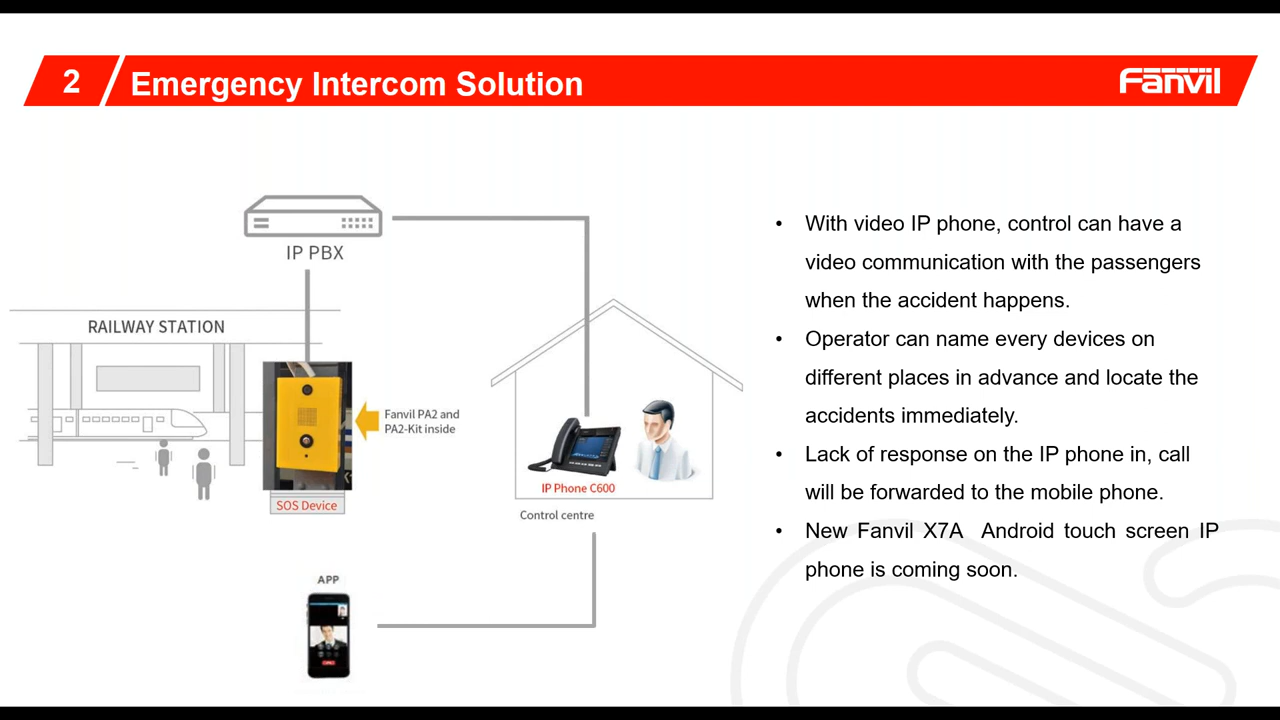 2
Emergency Intercom Solution
Fanvil
IP PBX
RAILWAY STATION
Fanvil PA2 and
PA2-Kit inside
SOS Device
IP Phone C600
Control centre
APP
• With video IP phone, control can have a
video communication with the passengers
when the accident happens.
• Operator can name every devices on
different places in advance and locate the
accidents immediately.
• Lack of response on the IP phone in, call
will be forwarded to the mobile phone.
• New Fanvil X7A Android touch screen IP
phone is coming soon.